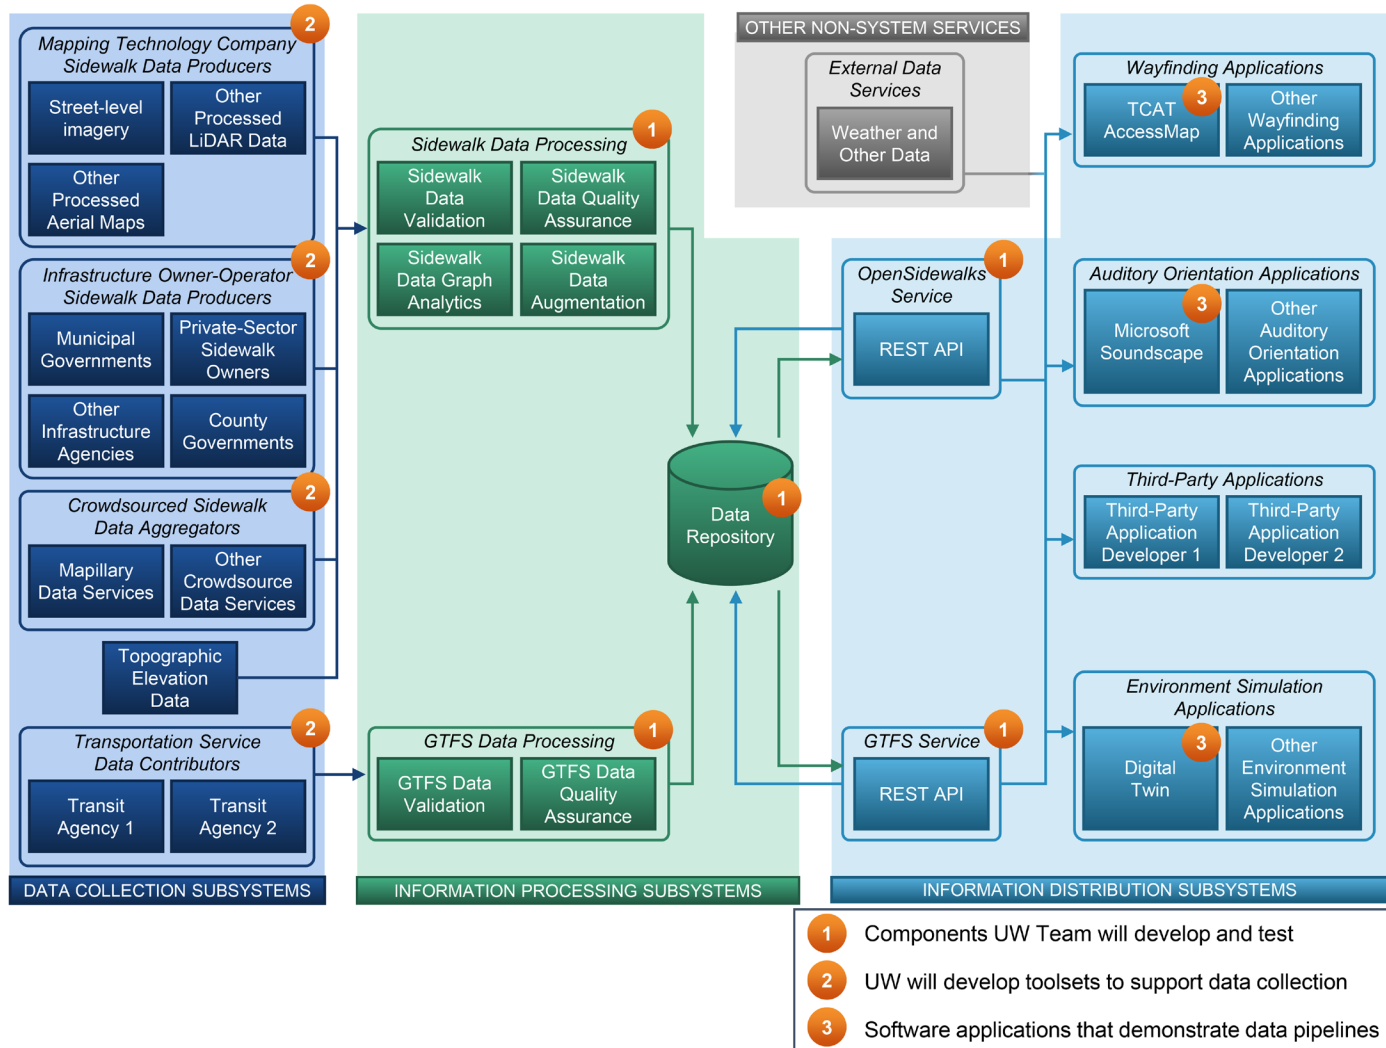 2
Mapping Technology Company
Sidewalk Data Producers
Street-level
imagery
Other
Processed
LiDAR Data
Other
Processed
Aerial Maps
2
Infrastructure Owner-Operator
Sidewalk Data Producers
Municipal
Governments
Private-Sector
Sidewalk
Owners
Other
Infrastructure
Agencies
County
Governments
2
Crowdsourced Sidewalk
Data Aggregators
Mapillary
Data Services
Other
Crowdsource
Data Services
Topographic
Elevation
Data
2
Transportation Service
Data Contributors
Transit
Agency 1
Transit
Agency 2
DATA COLLECTION SUBSYSTEMS
1
Sidewalk Data Processing
Sidewalk
Data
Validation
Sidewalk
Data Quality
Assurance
Sidewalk
Data Graph
Analytics
Sidewalk
Data
Augmentation
1
Data
Repository
1
GTFS Data Processing
GTFS Data
Validation
GTFS Data
Quality
Assurance
INFORMATION PROCESSING SUBSYSTEMS
OTHER NON-SYSTEM SERVICES
External Data
Services
Weather and
Other Data
1
OpenSidewalks
Service
REST API
1
GTFS Service
REST API
Wayfinding Applications
3
TCAT
AccessMap
Other
Wayfinding
Applications
Auditory Orientation Applications
3
Microsoft
Soundscape
Other
Auditory
Orientation
Applications
Third-Party Applications
Third-Party
Application
Developer 1
Third-Party
Application
Developer 2
Environment Simulation
Applications
3
Digital
Twin
Other
Environment
Simulation
Applications
INFORMATION DISTRIBUTION SUBSYSTEMS
1 Components UW Team will develop and test
2 UW will develop toolsets to support data collection
3 Software applications that demonstrate data pipelines